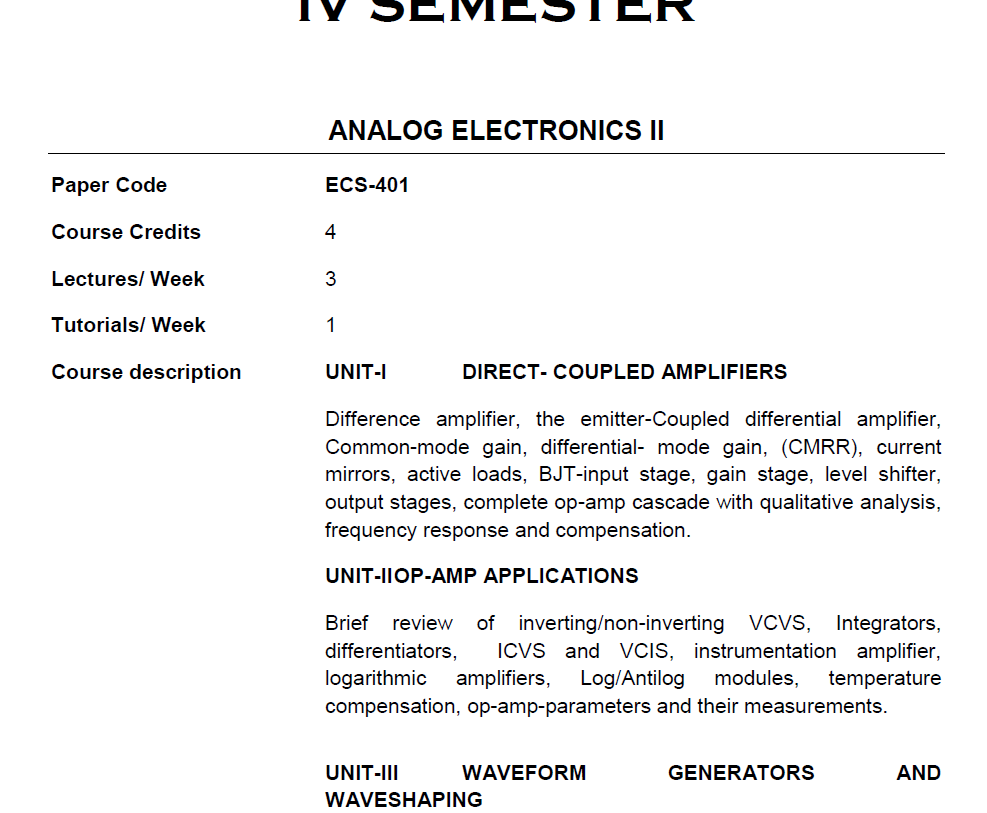 IV SEMESTER
ANALOG ELECTRONICS II
Paper Code ECS-401
Course Credits 4
Lectures/ Week 3
Tutorials/ Week 1
Course description UNIT-I DIRECT- COUPLED AMPLIFIERS
Difference amplifier, the emitter-Coupled differential amplifier,
Common-mode gain, differential- mode gain, (CMRR), current
mirrors, active loads, BJT-input stage, gain stage, level shifter,
output stages, complete op-amp cascade with qualitative analysis,
frequency response and compensation.
UNIT-IIOP-AMP APPLICATIONS
Brief review of inverting/non-inverting VCVS, Integrators,
differentiators, ICVS and VCIS, instrumentation amplifier,
logarithmic amplifiers, Log/Antilog modules, temperature
compensation, op-amp-parameters and their measurements.
UNIT-III WAVEFORM GENERATORS AND
WAVESHAPING